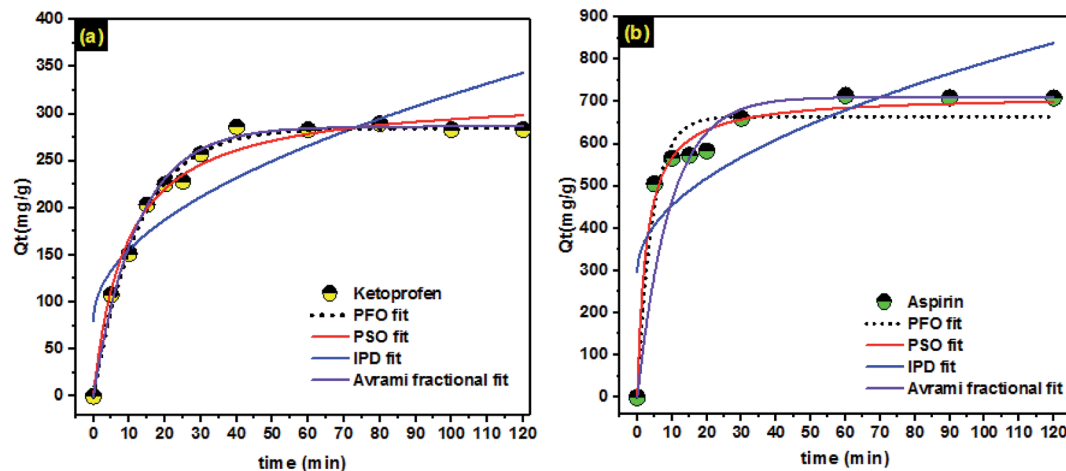 (a)
400
350
300
250
200
150
100
50
0
Qt(mg/g)
Ketoprofen
PFO fit
PSO fit
IPD fit
Avrami fractional fit
0 10 20 30 40 50 60 70 80 90 100 110 120
time (min)
(b)
900
800
700
600
500
400
300
200
100
0
Qt(mg/g)
Aspirin
PFO fit
PSO fit
IPD fit
Avrami fractional fit
0 10 20 30 40 50 60 70 80 90 100 110 120
time (min)